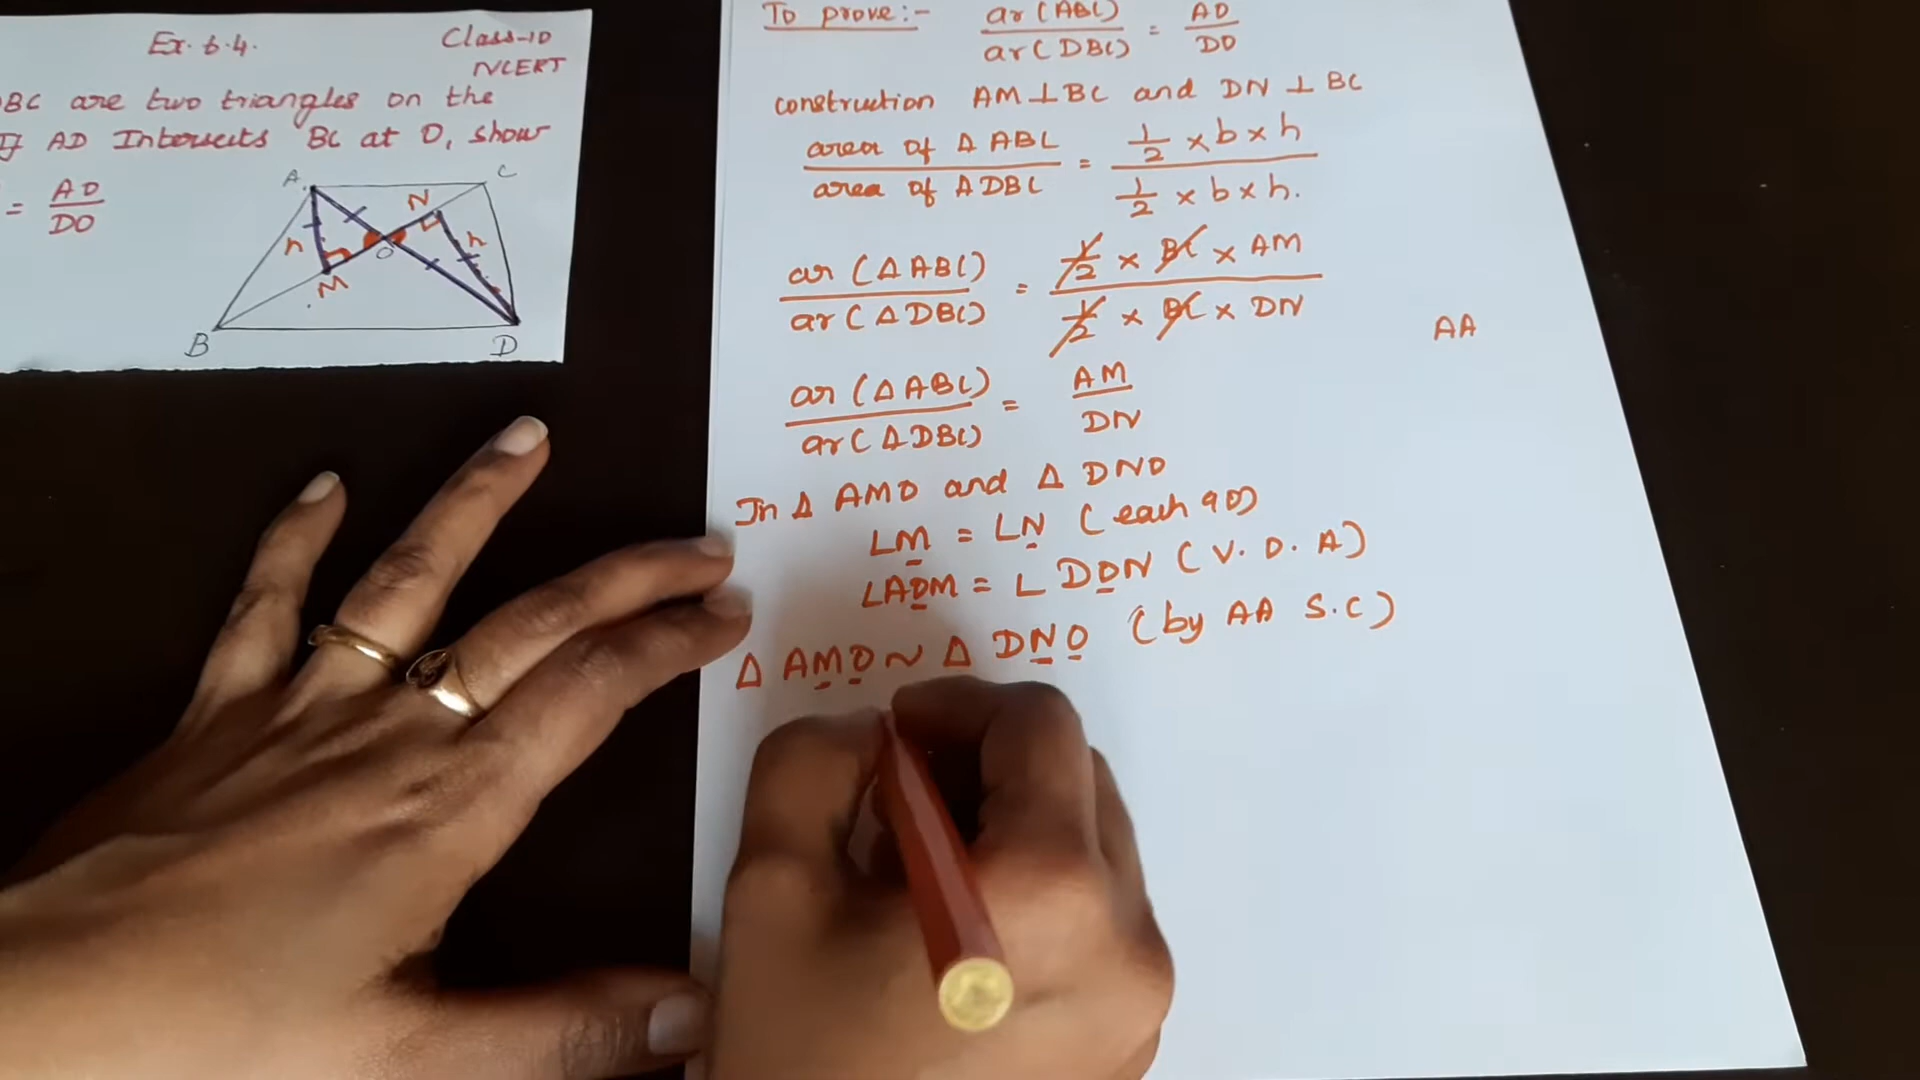 Ex. 6.4.
Class-10
NCERT
DBC are two triangles on the
If AD Intersects BC at O, show
= AO
DO
A
C
N
h
h
O
M
B
D
To prove :- ar (ABC) = AO
ar (DBC) DO
construction AM ⊥ BC and DN ⊥ BC
area of Δ ABC = 1/2 × b × h
area of Δ DBC 1/2 × b × h.
ar (Δ ABC) = 1/2 × BC × AM
ar (Δ DBC) 1/2 × BC × DN
AA
ar (Δ ABC) = AM
ar (Δ DBC) DN
In Δ AMO and Δ DNO
∠M = ∠N (each 90)
∠AOM = ∠DON (V. O. A)
Δ AMO ~ Δ DNO (by AA S.C)